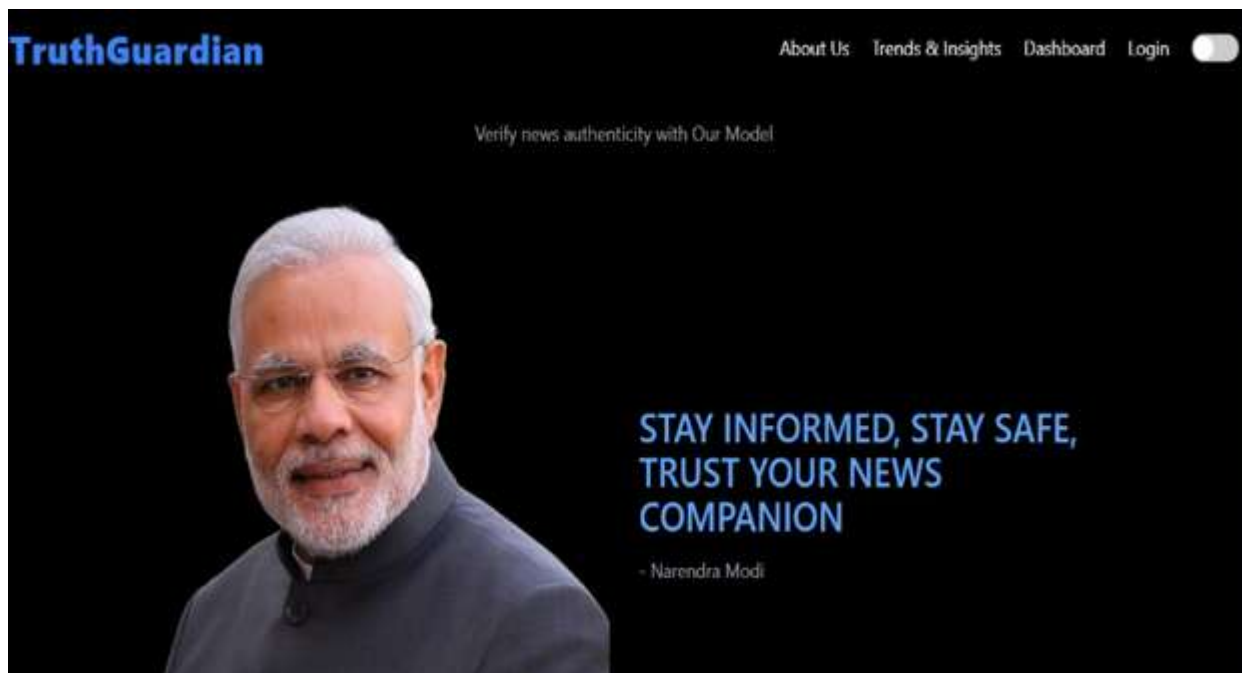 TruthGuardian
About Us Trends & Insights Dashboard Login
Verify news authenticity with Our Model
STAY INFORMED, STAY SAFE,
TRUST YOUR NEWS
COMPANION
- Narendra Modi